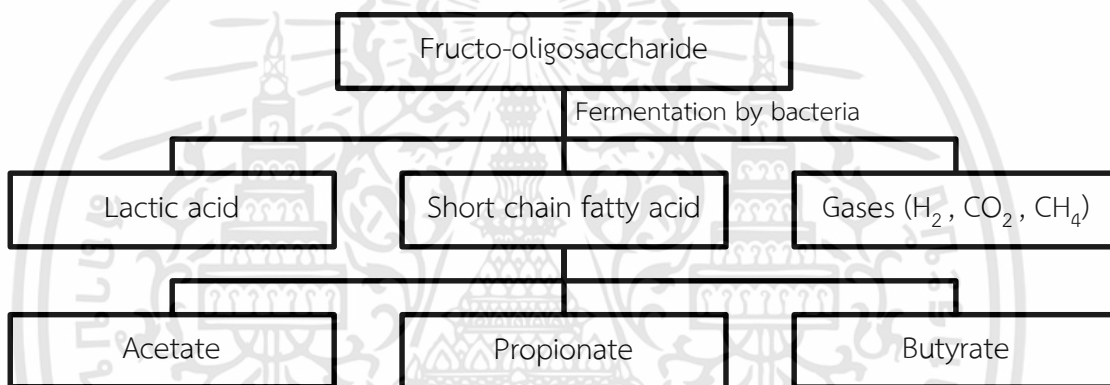 Fructo-oligosaccharide
Fermentation by bacteria
Lactic acid
Short chain fatty acid
Gases (H₂ , CO₂ , CH₄)
Acetate
Propionate
Butyrate